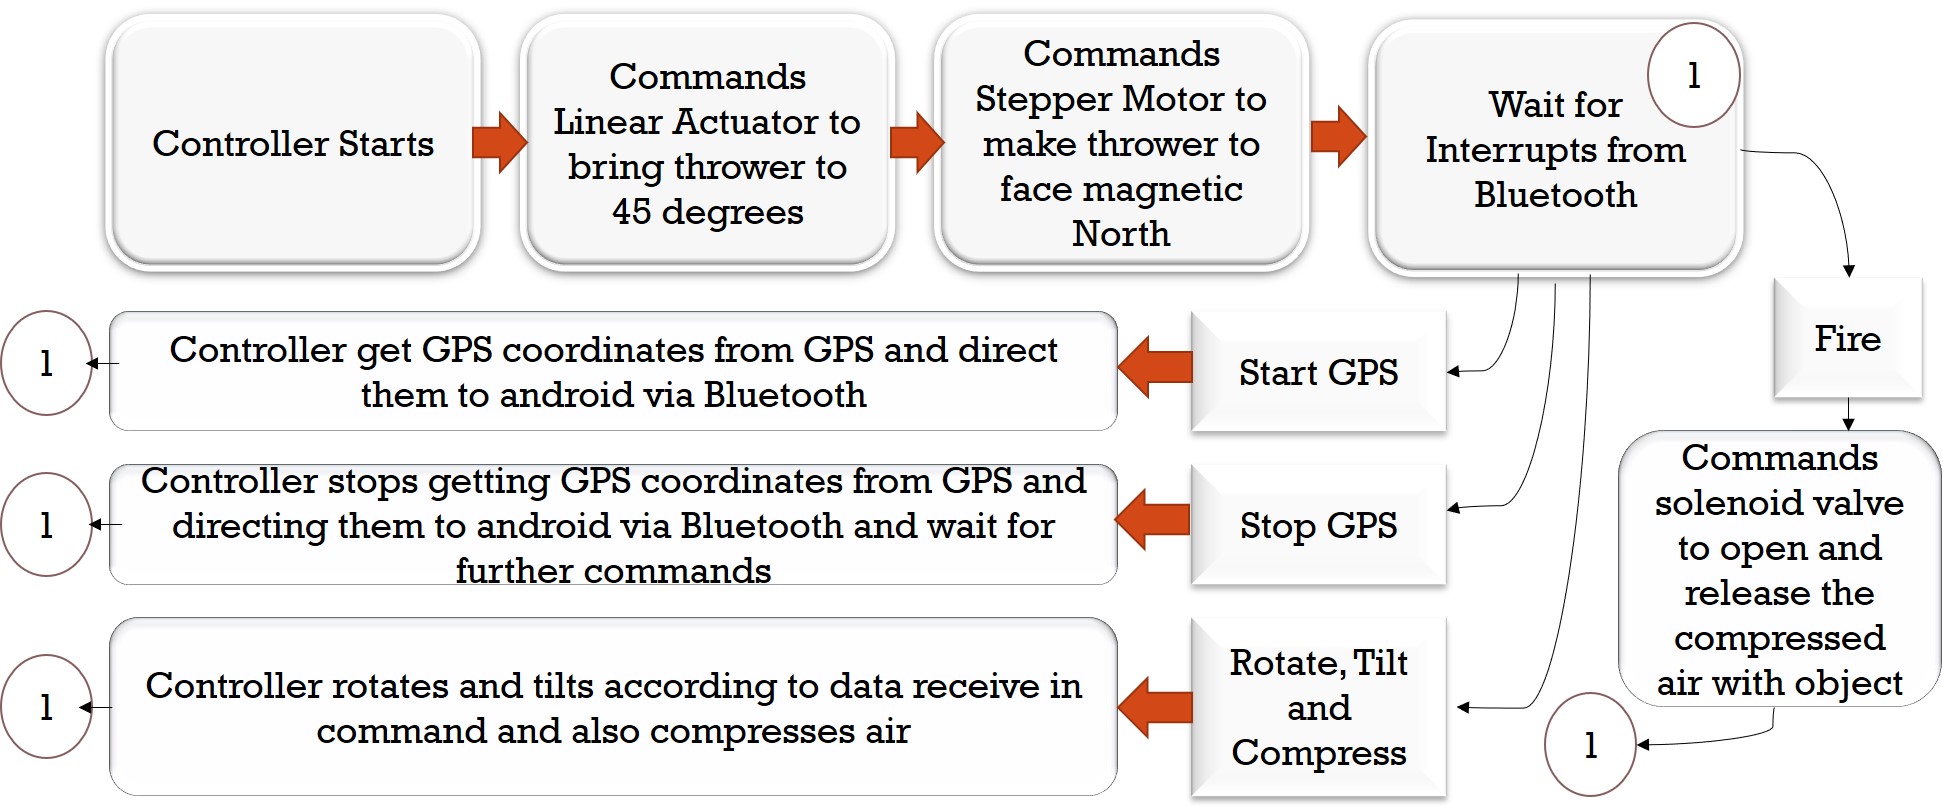 Controller Starts
Commands
Linear Actuator to
bring thrower to
45 degrees
Commands
Stepper Motor to
make thrower to
face magnetic
North
Wait for
Interrupts from
Bluetooth
1
Fire
Commands
solenoid valve
to open and
release the
compressed
air with object
1
Start GPS
Controller get GPS coordinates from GPS and direct
them to android via Bluetooth
1
Stop GPS
Controller stops getting GPS coordinates from GPS and
directing them to android via Bluetooth and wait for
further commands
1
Rotate, Tilt
and
Compress
Controller rotates and tilts according to data receive in
command and also compresses air
1